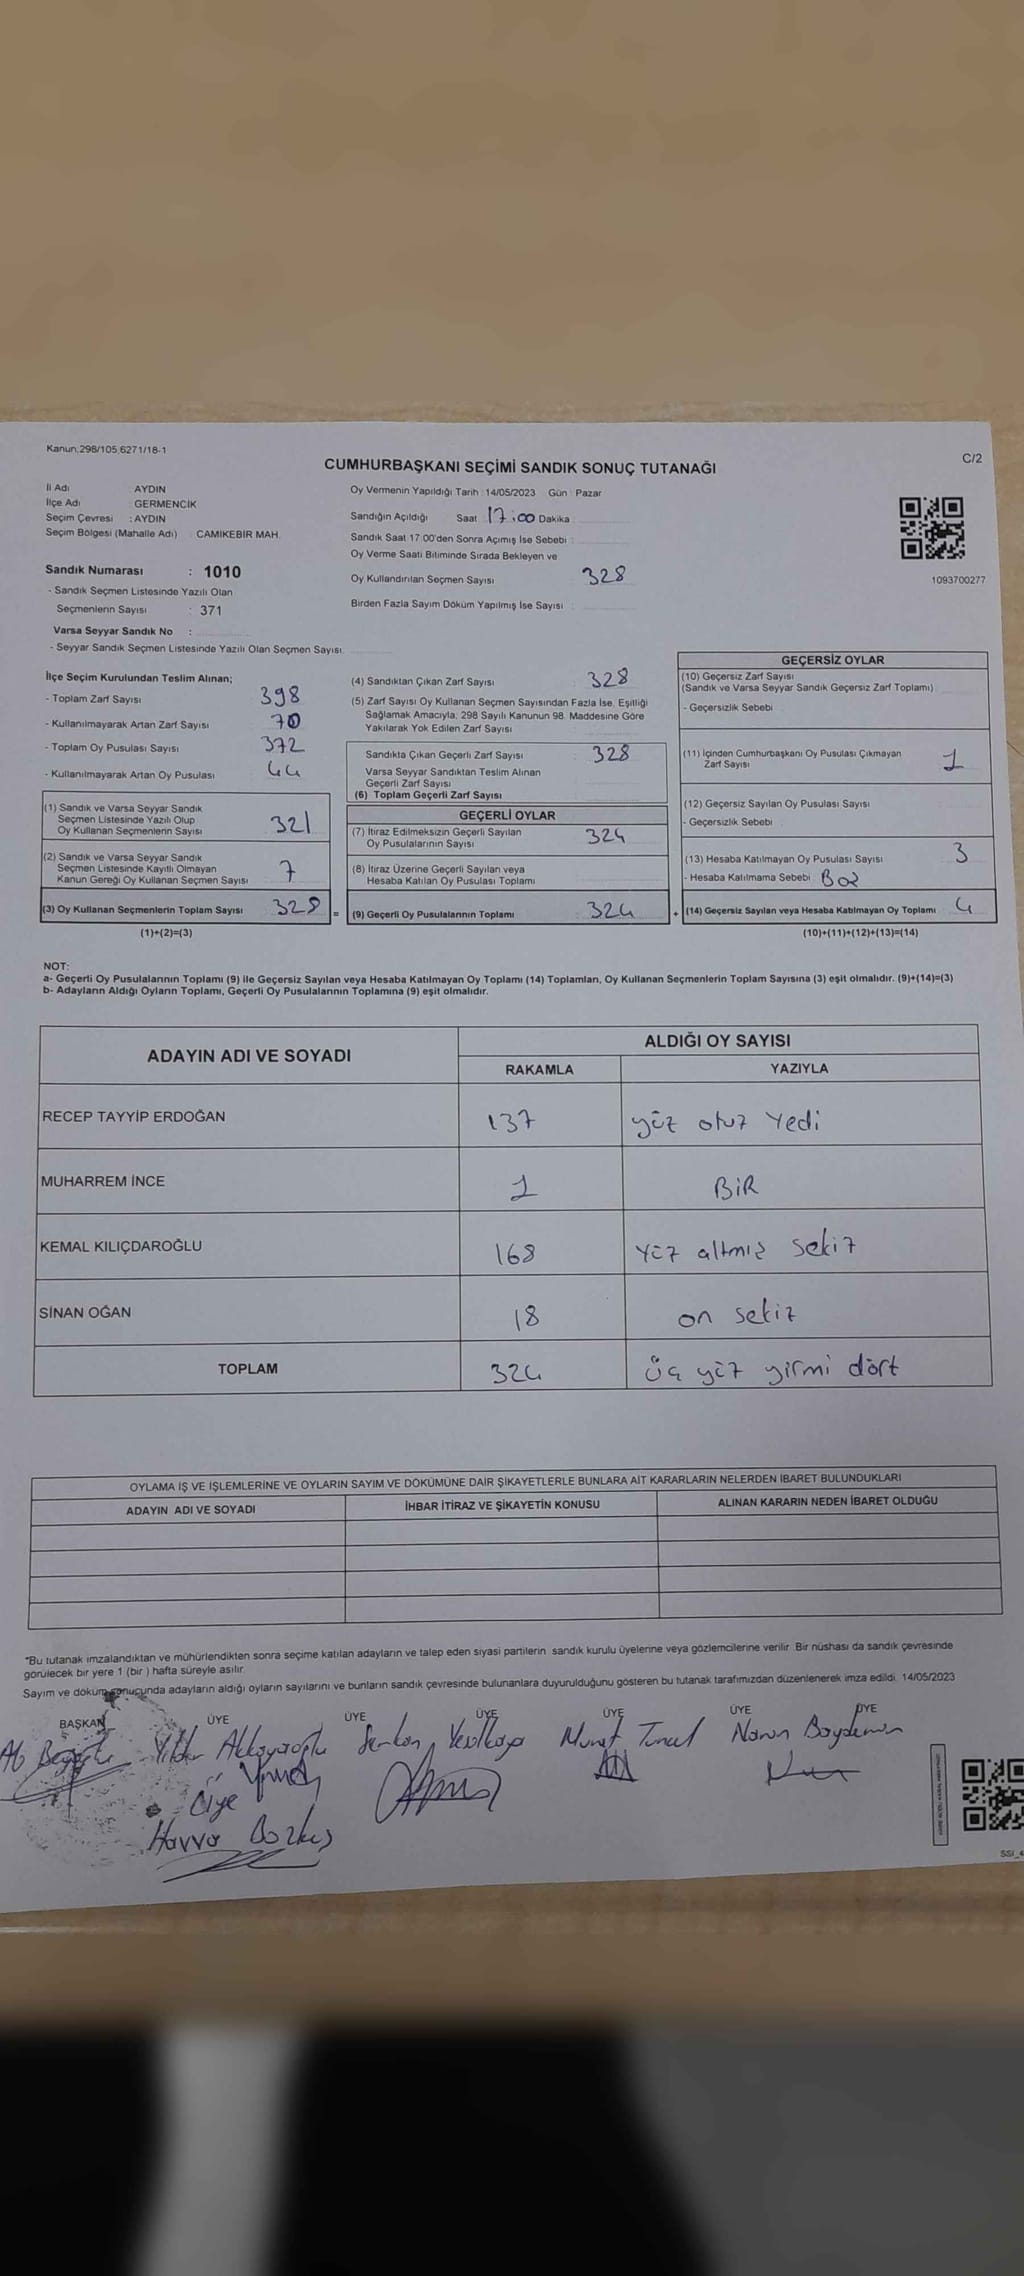 Kanun,298/105,6271/18-1
C/2
CUMHURBAŞKANI SEÇİMİ SANDIK SONUÇ TUTANAĞI
İl Adı AYDIN
İlçe Adı GERMENCİK
Seçim Çevresi : AYDIN
Seçim Bölgesi (Mahalle Adı) CAMİKEBİR MAH.
Oy Vermenin Yapıldığı Tarih : 14/05/2023 Gün : Pazar
Sandığın Açıldığı Saat 17:00 Dakika
Sandık Saat 17:00'den Sonra Açımış İse Sebebi :
Oy Verme Saati Bitiminde Sırada Bekleyen ve
Oy Kullandırılan Seçmen Sayısı 328
Birden Fazla Sayım Döküm Yapılmış İse Sayısı :
1093700277
Sandık Numarası : 1010
- Sandık Seçmen Listesinde Yazılı Olan
Seçmenlerin Sayısı : 371
Varsa Seyyar Sandık No :
- Seyyar Sandık Seçmen Listesinde Yazılı Olan Seçmen Sayısı:
İlçe Seçim Kurulundan Teslim Alınan;
- Toplam Zarf Sayısı 398
- Kullanılmayarak Artan Zarf Sayısı 70
- Toplam Oy Pusulası Sayısı 372
- Kullanılmayarak Artan Oy Pusulası 44
(1) Sandık ve Varsa Seyyar Sandık
Seçmen Listesinde Yazılı Olup
Oy Kullanan Seçmenlerin Sayısı 321
(2) Sandık ve Varsa Seyyar Sandık
Seçmen Listesinde Kayıtlı Olmayan
Kanun Gereği Oy Kullanan Seçmen Sayısı 7
(3) Oy Kullanan Seçmenlerin Toplam Sayısı 328 =
(1)+(2)=(3)
(4) Sandıktan Çıkan Zarf Sayısı 328
(5) Zarf Sayısı Oy Kullanan Seçmen Sayısından Fazla İse, Eşitliği
Sağlamak Amacıyla; 298 Sayılı Kanunun 98. Maddesine Göre
Yakılarak Yok Edilen Zarf Sayısı
Sandıkta Çıkan Geçerli Zarf Sayısı 328
Varsa Seyyar Sandıktan Teslim Alınan
Geçerli Zarf Sayısı
(6) Toplam Geçerli Zarf Sayısı
GEÇERLİ OYLAR
(7) İtiraz Edilmeksizin Geçerli Sayılan
Oy Pusulalarının Sayısı 324
(8) İtiraz Üzerine Geçerli Sayılan veya
Hesaba Katılan Oy Pusulası Toplamı
(9) Geçerli Oy Pusulalarının Toplamı 324 +
GEÇERSİZ OYLAR
(10) Geçersiz Zarf Sayısı
(Sandık ve Varsa Seyyar Sandık Geçersiz Zarf Toplamı)
- Geçersizlik Sebebi
(11) İçinden Cumhurbaşkanı Oy Pusulası Çıkmayan
Zarf Sayısı 1
(12) Geçersiz Sayılan Oy Pusulası Sayısı
- Geçersizlik Sebebi
(13) Hesaba Katılmayan Oy Pusulası Sayısı 3
- Hesaba Katılmama Sebebi Boş
(14) Geçersiz Sayılan veya Hesaba Katılmayan Oy Toplamı 4
(10)+(11)+(12)+(13)=(14)
NOT:
a- Geçerli Oy Pusulalarının Toplamı (9) ile Geçersiz Sayılan veya Hesaba Katılmayan Oy Toplamı (14) Toplamları, Oy Kullanan Seçmenlerin Toplam Sayısına (3) eşit olmalıdır. (9)+(14)=(3)
b- Adayların Aldığı Oyların Toplamı, Geçerli Oy Pusulalarının Toplamına (9) eşit olmalıdır.
ADAYIN ADI VE SOYADI
ALDIĞI OY SAYISI
RAKAMLA YAZIYLA
RECEP TAYYİP ERDOĞAN 137 yüz otuz yedi
MUHARREM İNCE 1 BİR
KEMAL KILIÇDAROĞLU 168 yüz altmış sekiz
SİNAN OĞAN 18 on sekiz
TOPLAM 324 üç yüz yirmi dört
OYLAMA İŞ VE İŞLEMLERİNE VE OYLARIN SAYIM VE DÖKÜMÜNE DAİR ŞİKAYETLERLE BUNLARA AİT KARARLARIN NELERDEN İBARET BULUNDUKLARI
ADAYIN ADI VE SOYADI İHBAR İTİRAZ VE ŞİKAYETİN KONUSU ALINAN KARARIN NEDEN İBARET OLDUĞU
"Bu tutanak imzalandıktan ve mühürlendikten sonra seçime katılan adayların ve talep eden siyasi partilerin sandık kurulu üyelerine veya gözlemcilerine verilir. Bir nüshası da sandık çevresinde
görülecek bir yere 1 (bir ) hafta süreyle asılır.
Sayım ve döküm sonucunda adayların aldığı oyların sayılarını ve bunların sandık çevresinde bulunanlara duyurulduğunu gösteren bu tutanak tarafımızdan düzenlenerek imza edildi. 14/05/2023
BAŞKAN ÜYE ÜYE ÜYE ÜYE ÜYE ÜYE
Yıldır Akkayaoğlu Serkan Yesilkaya Murat Tuncel
Üye
Havva Bozkuş